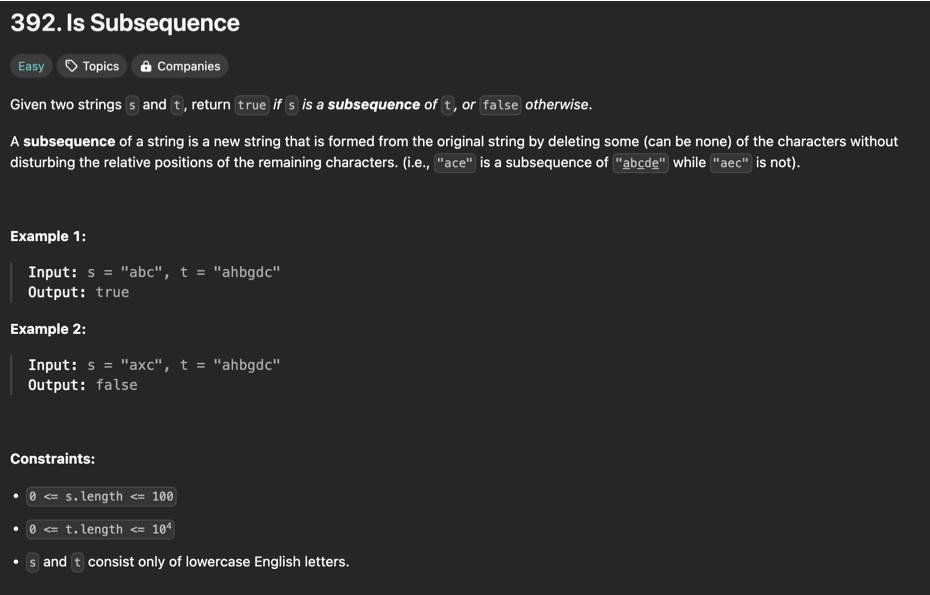 392. Is Subsequence
Easy Topics Companies
Given two strings s and t, return true if s is a subsequence of t, or false otherwise.
A subsequence of a string is a new string that is formed from the original string by deleting some (can be none) of the characters without
disturbing the relative positions of the remaining characters. (i.e., "ace" is a subsequence of "abcde" while "aec" is not).
Example 1:
Input: s = "abc", t = "ahbgdc"
Output: true
Example 2:
Input: s = "axc", t = "ahbgdc"
Output: false
Constraints:
• 0 <= s.length <= 100
• 0 <= t.length <= 10⁴
• s and t consist only of lowercase English letters.